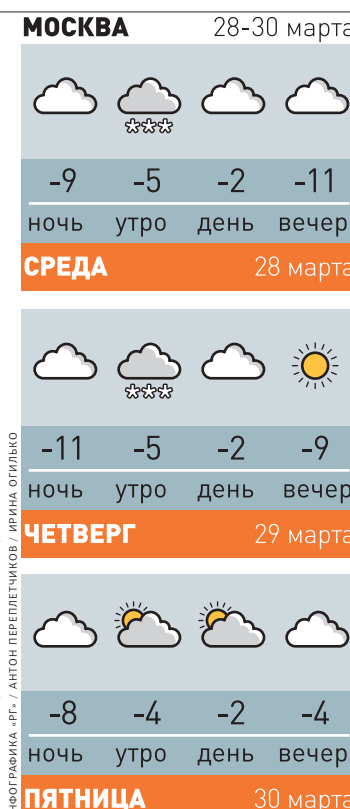 МОСКВА 28-30 марта
-9 -5 -2 -11
ночь утро день вечер
СРЕДА 28 марта
-11 -5 -2 -9
ночь утро день вечер
ЧЕТВЕРГ 29 марта
-8 -4 -2 -4
ночь утро день вечер
ПЯТНИЦА 30 марта
НФОГРАФИКА «РГ» / АНТОН ПЕРЕПЛЕТЧИКОВ / ИРИНА ОГИЛЬКО